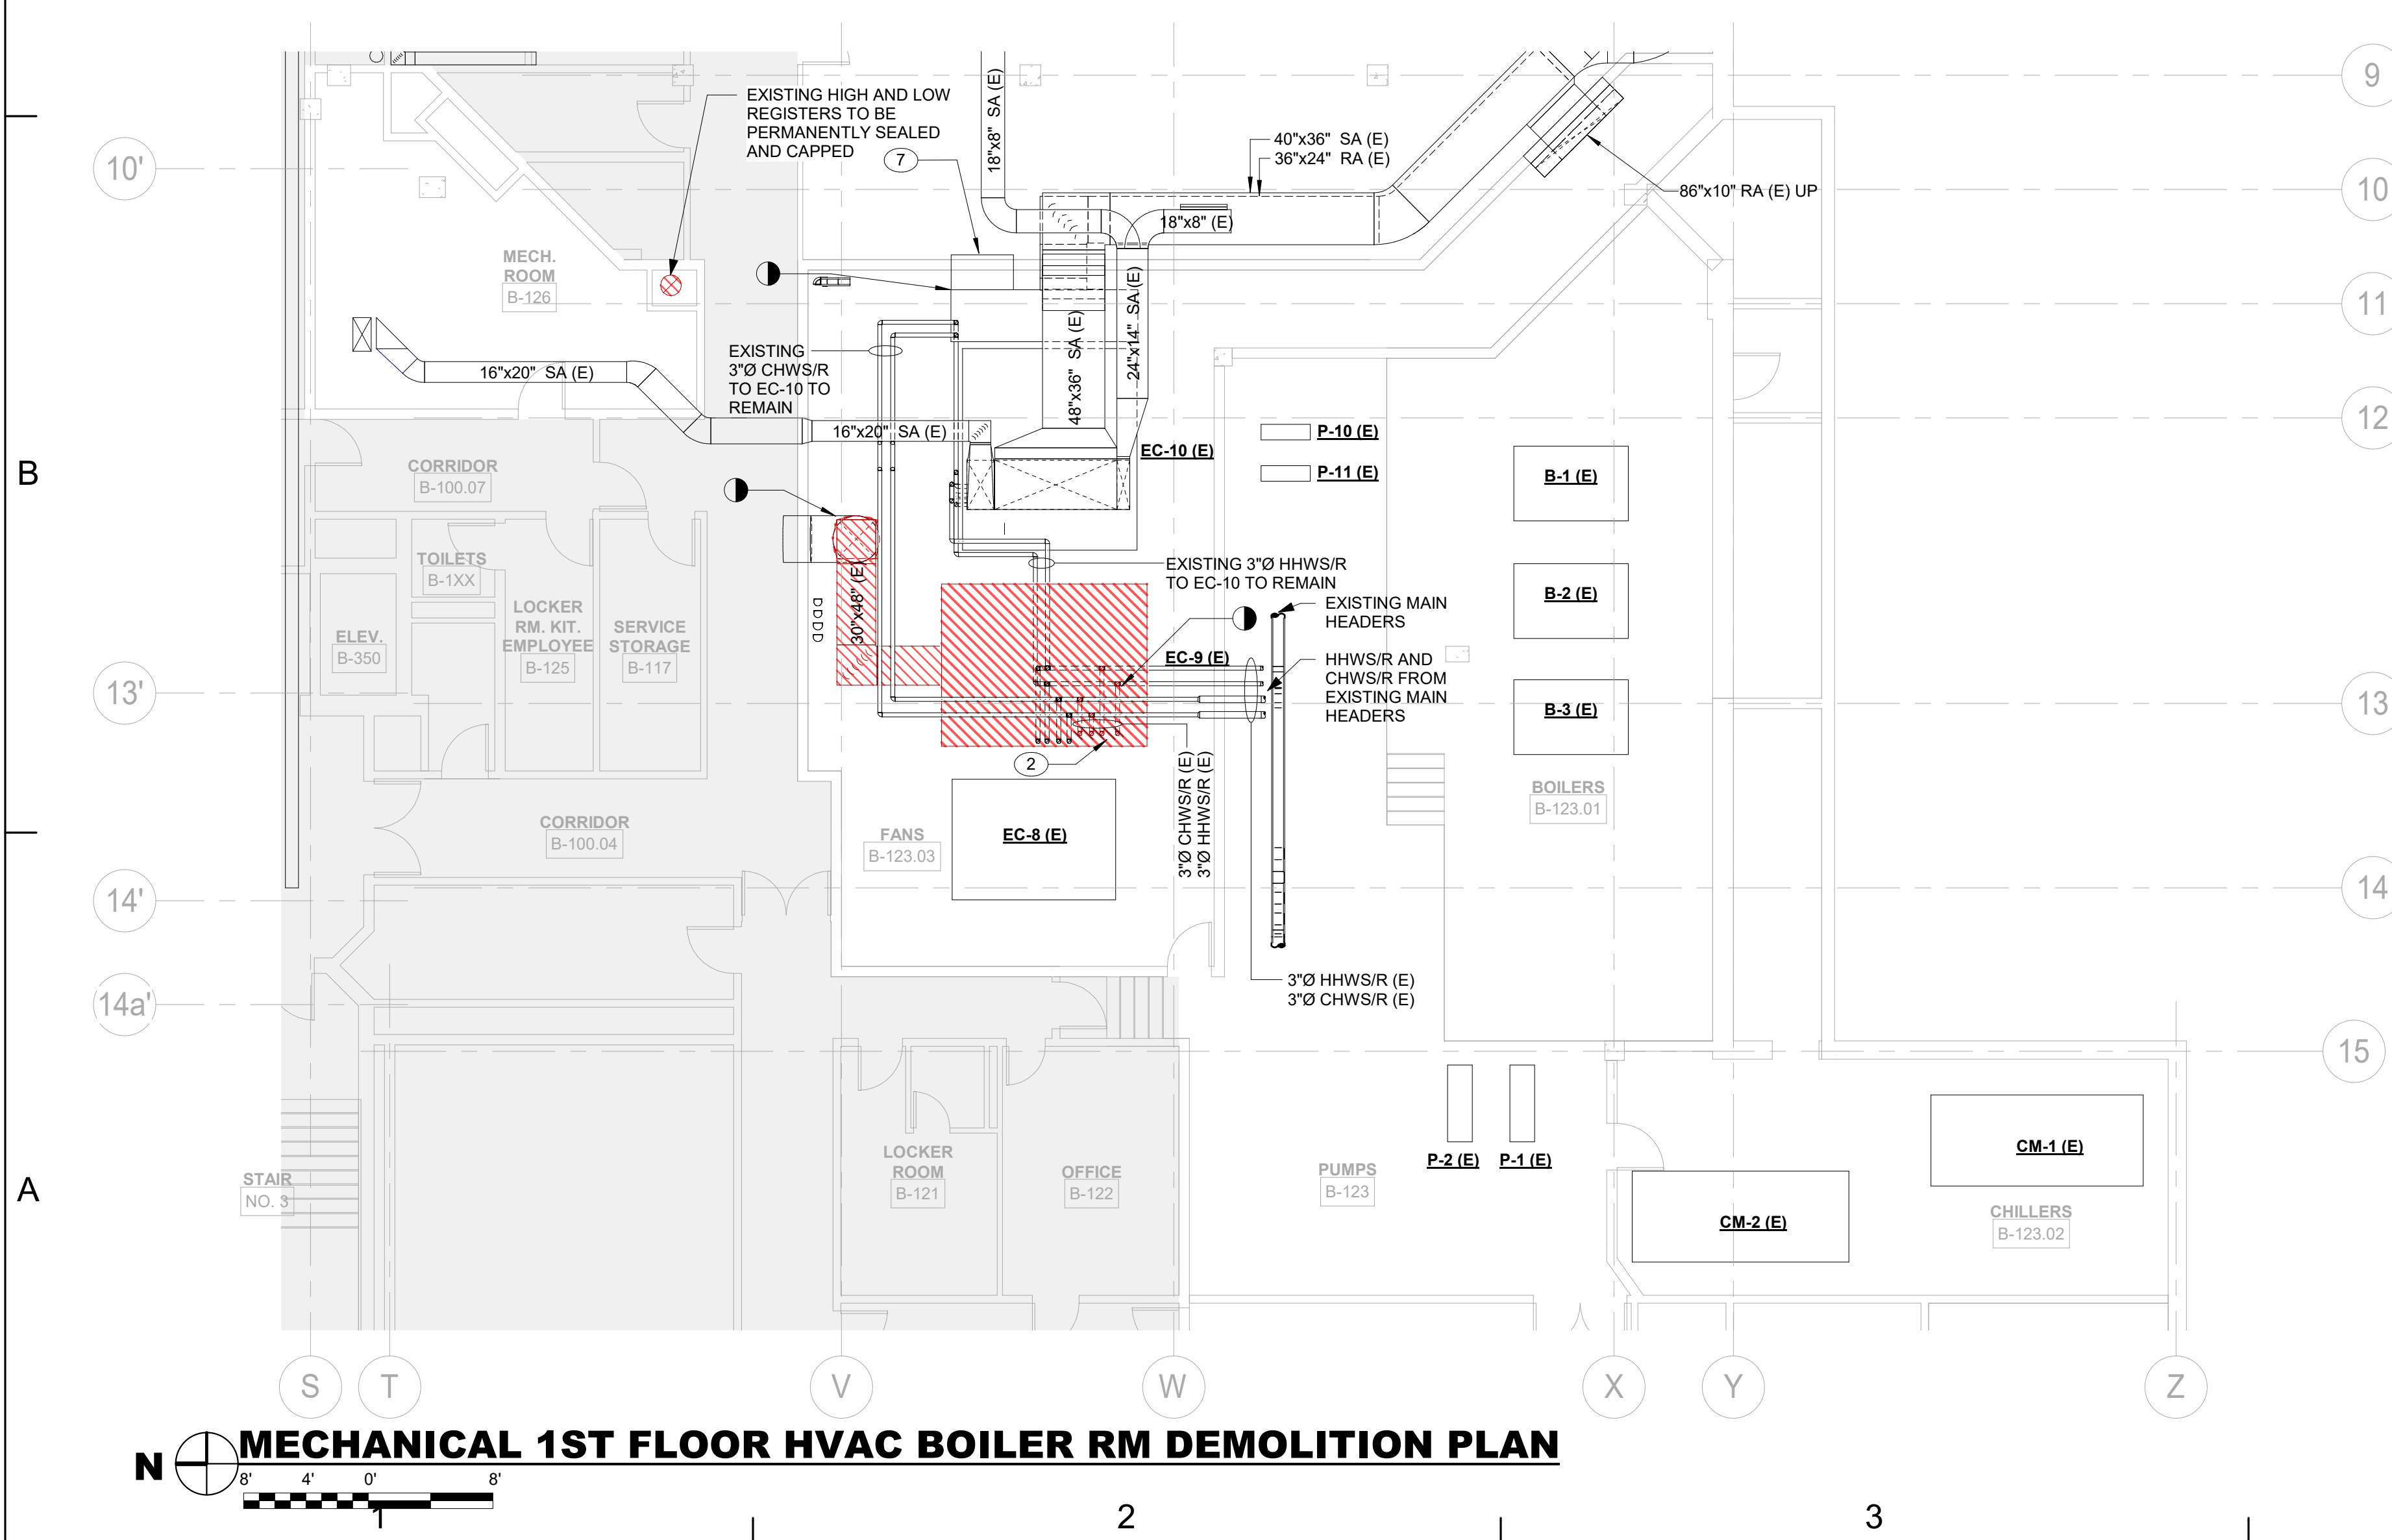 9
EXISTING HIGH AND LOW
REGISTERS TO BE
PERMANENTLY SEALED
AND CAPPED
7
18"x8" SA (E)
40"x36" SA (E)
36"x24" RA (E)
10'
86"x10" RA (E) UP
10
18"x8" (E)
MECH.
ROOM
B-126
11
48"x36" SA (E)
24"x14" SA (E)
EXISTING
3"Ø CHWS/R
TO EC-10 TO
REMAIN
16"x20" SA (E)
16"x20" SA (E)
12
P-10 (E)
EC-10 (E)
P-11 (E)
B-1 (E)
B
CORRIDOR
B-100.07
TOILETS
B-1XX
EXISTING 3"Ø HHWS/R
TO EC-10 TO REMAIN
B-2 (E)
30"x48" (E)
D D D D
LOCKER
RM. KIT.
EMPLOYEE
B-125
SERVICE
STORAGE
B-117
ELEV.
B-350
EXISTING MAIN
HEADERS
EC-9 (E)
HHWS/R AND
CHWS/R FROM
EXISTING MAIN
HEADERS
13'
13
B-3 (E)
2
3"Ø CHWS/R (E)
3"Ø HHWS/R (E)
BOILERS
B-123.01
CORRIDOR
B-100.04
FANS
B-123.03
EC-8 (E)
14'
14
3"Ø HHWS/R (E)
3"Ø CHWS/R (E)
14a'
15
LOCKER
ROOM
B-121
OFFICE
B-122
PUMPS
B-123
P-2 (E)
P-1 (E)
CM-1 (E)
A
STAIR
NO. 3
CM-2 (E)
CHILLERS
B-123.02
S
T
V
W
X
Y
Z
N
MECHANICAL 1ST FLOOR HVAC BOILER RM DEMOLITION PLAN
8' 4' 0' 8'
1
2
3